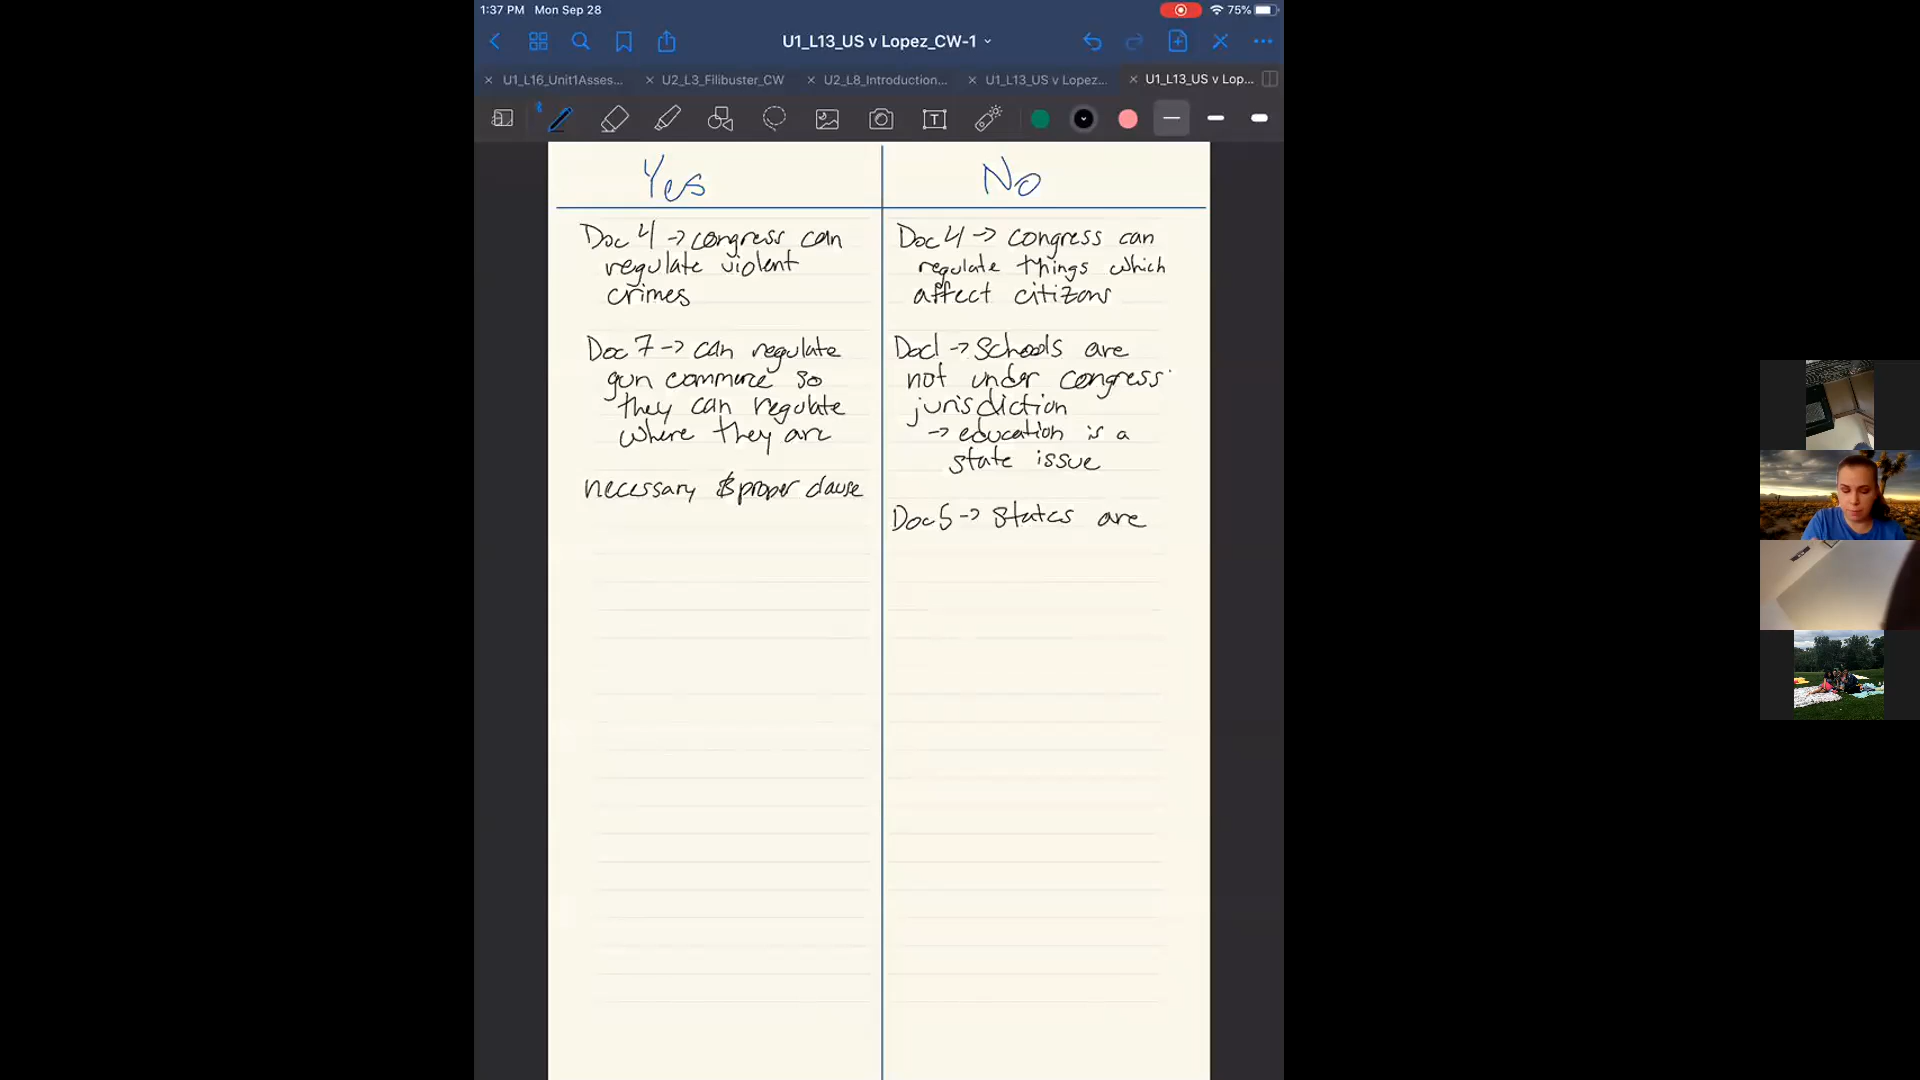 1:37 PM Mon Sep 28
75%
U1_L13_US v Lopez_CW-1
U1_L16_Unit1Asses...
U2_L3_Filibuster_CW
U2_L8_Introduction...
U1_L13_US v Lopez...
U1_L13_US v Lop...
T
Yes
Doc 4 → congress can
regulate violent
crimes
Doc 7 → can regulate
gun commerce so
they can regulate
where they are
necessary & proper clause
No
Doc 4 → congress can
regulate things which
affect citizens
Doc1 → schools are
not under congress'
jurisdiction
→ education is a
state issue
Doc 5 → states are